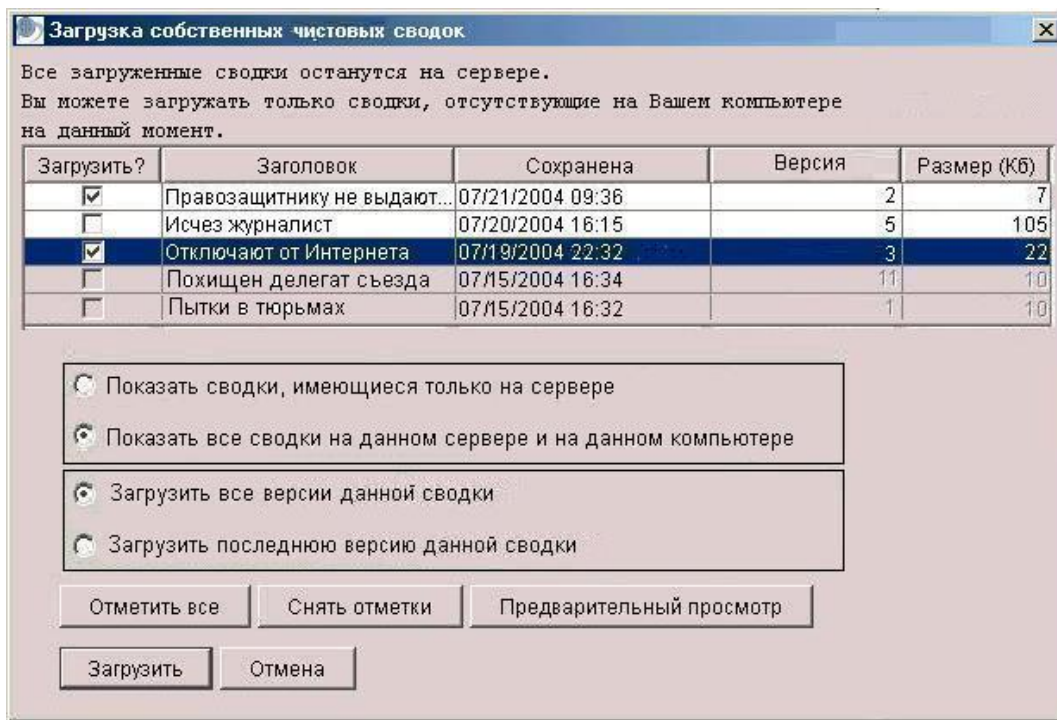 Загрузка собственных чистовых сводок
Все загруженные сводки останутся на сервере.
Вы можете загружать только сводки, отсутствующие на Вашем компьютере
на данный момент.
Загрузить? Заголовок Сохранена Версия Размер (Кб)
Правозащитнику не выдают... 07/21/2004 09:36 2 7
Исчез журналист 07/20/2004 16:15 5 105
Отключают от Интернета 07/19/2004 22:32 3 22
Похищен делегат съезда 07/15/2004 16:34 11 10
Пытки в тюрьмах 07/15/2004 16:32 1 10
Показать сводки, имеющиеся только на сервере
Показать все сводки на данном сервере и на данном компьютере
Загрузить все версии данной сводки
Загрузить последнюю версию данной сводки
Отметить все Снять отметки Предварительный просмотр
Загрузить Отмена